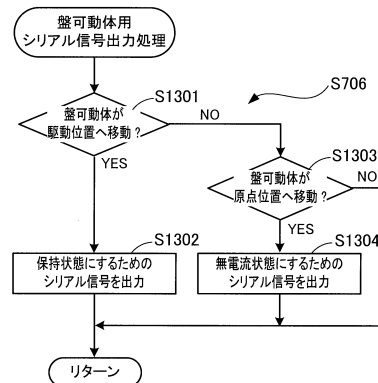 盤可動体用
シリアル信号出力処理
S706
S1301
盤可動体が
駆動位置へ移動?
NO
YES
S1303
盤可動体が
原点位置へ移動?
NO
YES
S1302
保持状態にするための
シリアル信号を出力
S1304
無電流状態にするための
シリアル信号を出力
リターン